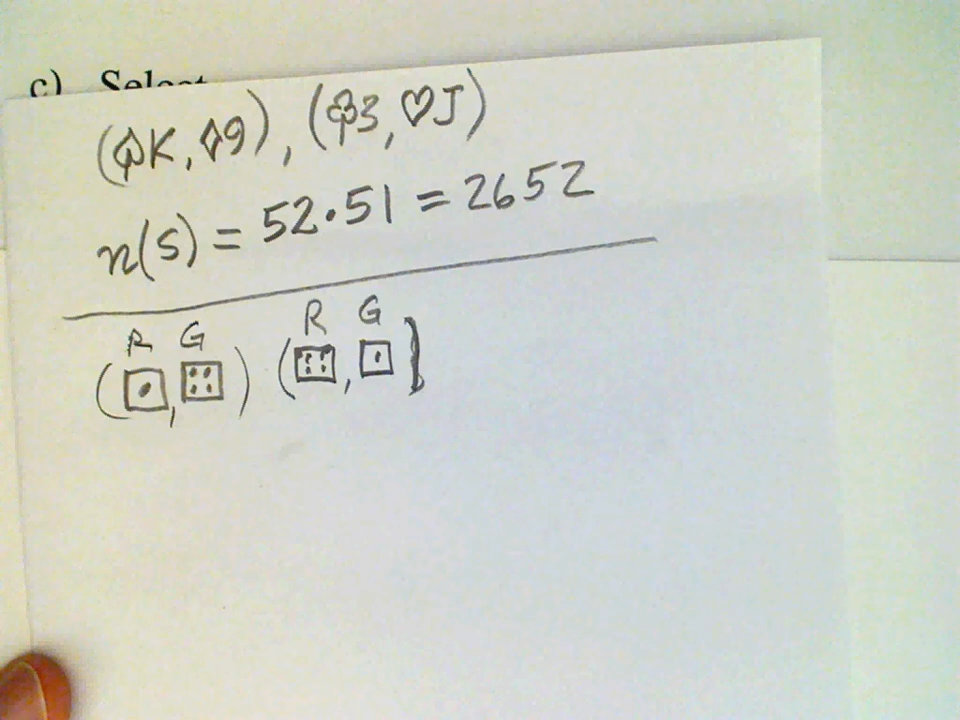 c) Select
(♤K, ♢9), (♧3, ♡J)
n(S) = 52·51 = 2652
R G R G
(⚀, ⚃) (⚃, ⚀)